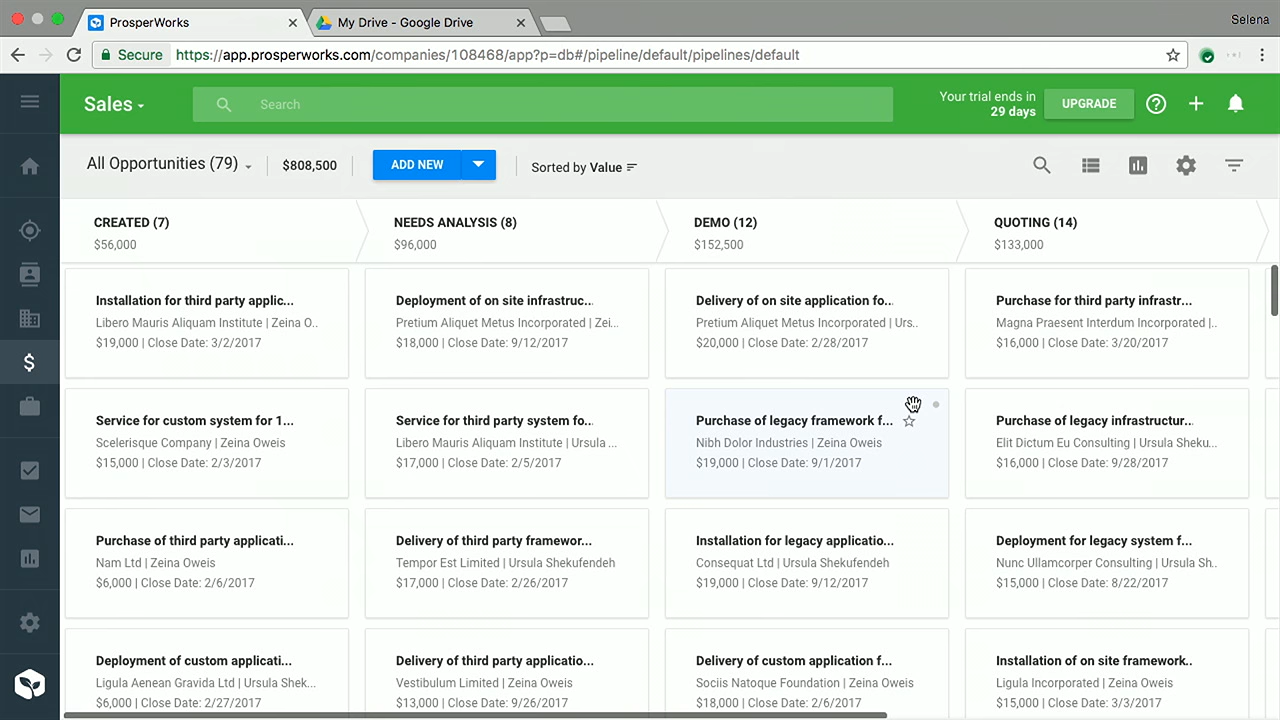 ProsperWorks
My Drive - Google Drive
Selena
Secure
https://app.prosperworks.com/companies/108468/app?p=db#/pipeline/default/pipelines/default
Sales
Search
Your trial ends in
29 days
UPGRADE
All Opportunities (79)
$808,500
ADD NEW
Sorted by Value
CREATED (7)
$56,000
NEEDS ANALYSIS (8)
$96,000
DEMO (12)
$152,500
QUOTING (14)
$133,000
Installation for third party applic...
Libero Mauris Aliquam Institute | Zeina O..
$19,000 | Close Date: 3/2/2017
Deployment of on site infrastruc...
Pretium Aliquet Metus Incorporated | Zei...
$18,000 | Close Date: 9/12/2017
Delivery of on site application fo...
Pretium Aliquet Metus Incorporated | Urs..
$20,000 | Close Date: 2/28/2017
Purchase for third party infrastr...
Magna Praesent Interdum Incorporated |..
$16,000 | Close Date: 3/20/2017
Service for custom system for 1...
Scelerisque Company | Zeina Oweis
$15,000 | Close Date: 2/3/2017
Service for third party system fo...
Libero Mauris Aliquam Institute | Ursula ...
$17,000 | Close Date: 2/5/2017
Purchase of legacy framework f...
Nibh Dolor Industries | Zeina Oweis
$19,000 | Close Date: 9/1/2017
Purchase of legacy infrastructur...
Elit Dictum Eu Consulting | Ursula Sheku...
$16,000 | Close Date: 9/28/2017
Purchase of third party applicati...
Nam Ltd | Zeina Oweis
$6,000 | Close Date: 2/6/2017
Delivery of third party framewor...
Tempor Est Limited | Ursula Shekufendeh
$17,000 | Close Date: 2/26/2017
Installation for legacy applicatio...
Consequat Ltd | Ursula Shekufendeh
$19,000 | Close Date: 9/12/2017
Deployment for legacy system f...
Nunc Ullamcorper Consulting | Ursula Sh..
$15,000 | Close Date: 8/22/2017
Deployment of custom applicati...
Ligula Aenean Gravida Ltd | Ursula Shek...
$6,000 | Close Date: 2/27/2017
Delivery of third party applicatio...
Vestibulum Limited | Zeina Oweis
$13,000 | Close Date: 9/26/2017
Delivery of custom application f...
Sociis Natoque Foundation | Zeina Oweis
$18,000 | Close Date: 2/6/2017
Installation of on site framework..
Ligula Incorporated | Zeina Oweis
$15,000 | Close Date: 3/3/2017